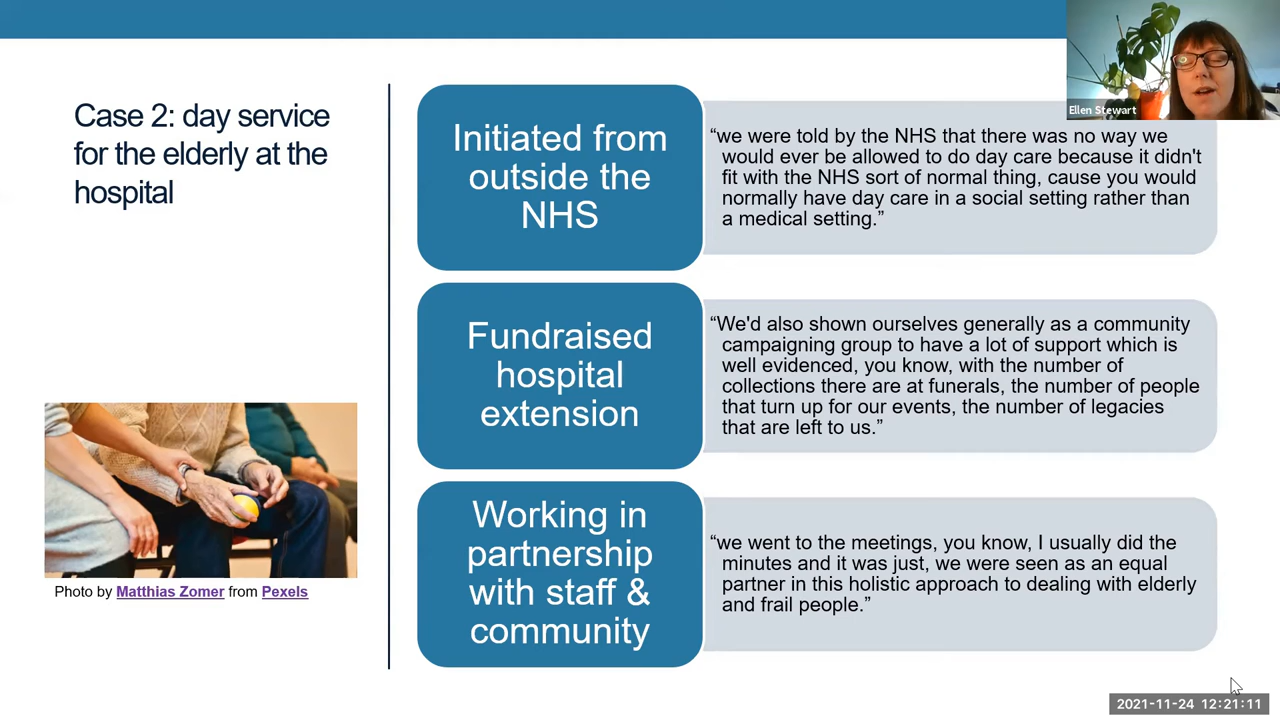 Case 2: day service
for the elderly at the
hospital
Initiated from
outside the
NHS
“we were told by the NHS that there was no way we
would ever be allowed to do day care because it didn't
fit with the NHS sort of normal thing, cause you would
normally have day care in a social setting rather than
a medical setting.”
Fundraised
hospital
extension
“We'd also shown ourselves generally as a community
campaigning group to have a lot of support which is
well evidenced, you know, with the number of
collections there are at funerals, the number of people
that turn up for our events, the number of legacies
that are left to us.”
Working in
partnership
with staff &
community
“we went to the meetings, you know, I usually did the
minutes and it was just, we were seen as an equal
partner in this holistic approach to dealing with elderly
and frail people.”
Photo by Matthias Zomer from Pexels
Ellen Stewart
2021-11-24 12:21:11